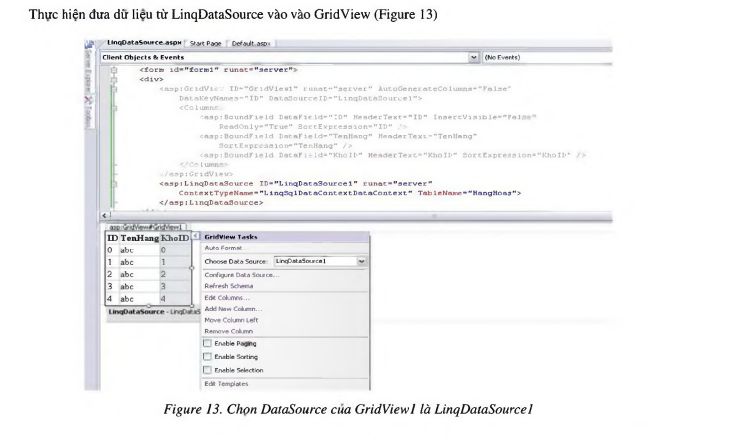 Thực hiện đưa dữ liệu từ LinqDataSource vào vào GridView (Figure 13)
LinqDataSource.aspx Start Page Default.aspx
Client Objects & Events (No Events)
Server Explorer
Toolbox
<form id="form1" runat="server">
<div>
<asp:GridView ID="GridView1" runat="server" AutoGenerateColumns="False"
DataKeyNames="ID" DataSourceID="LinqDataSource1">
<Columns>
<asp:BoundField DataField="ID" HeaderText="ID" InsertVisible="False"
ReadOnly="True" SortExpression="ID" />
<asp:BoundField DataField="TenHang" HeaderText="TenHang"
SortExpression="TenHang" />
<asp:BoundField DataField="KhoID" HeaderText="KhoID" SortExpression="KhoID" />
</Columns>
</asp:GridView>
<asp:LinqDataSource ID="LinqDataSource1" runat="server"
ContextTypeName="LinqSqlDataContextDataContext" TableName="HangHoas">
</asp:LinqDataSource>
asp:GridView#GridView1
ID TenHang KhoID
0 abc 0
1 abc 1
2 abc 2
3 abc 3
4 abc 4
LinqDataSource - LinqDataS
GridView Tasks
Auto Format...
Choose Data Source: LinqDataSource1
Configure Data Source...
Refresh Schema
Edit Columns...
Add New Column...
Move Column Left
Remove Column
Enable Paging
Enable Sorting
Enable Selection
Edit Templates
Figure 13. Chọn DataSource của GridView1 là LinqDataSource1